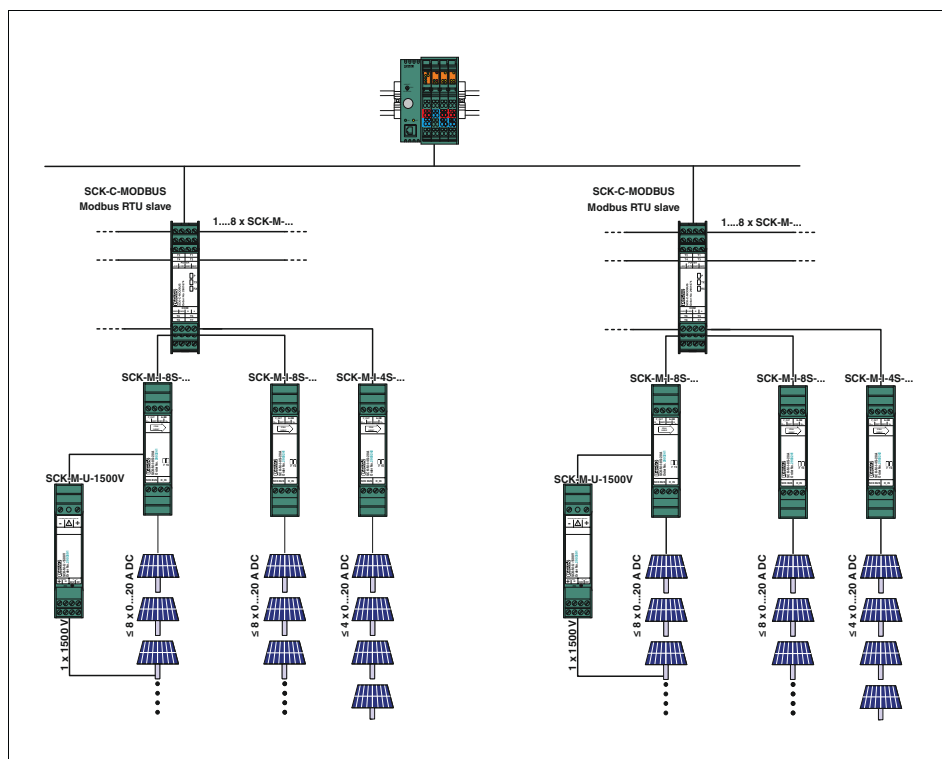 SCK-C-MODBUS
Modbus RTU slave
1....8 x SCK-M-...
SCK-C-MODBUS
Modbus RTU slave
1....8 x SCK-M-...
SCK-M-I-8S-...
SCK-M-I-8S-...
SCK-M-I-4S-...
SCK-M-I-8S-...
SCK-M-I-8S-...
SCK-M-I-4S-...
SCK-M-U-1500V
SCK-M-U-1500V
- +
- +
1 x 1500 V
≤ 8 x 0...20 A DC
≤ 8 x 0...20 A DC
≤ 4 x 0...20 A DC
1 x 1500 V
≤ 8 x 0...20 A DC
≤ 8 x 0...20 A DC
≤ 4 x 0...20 A DC